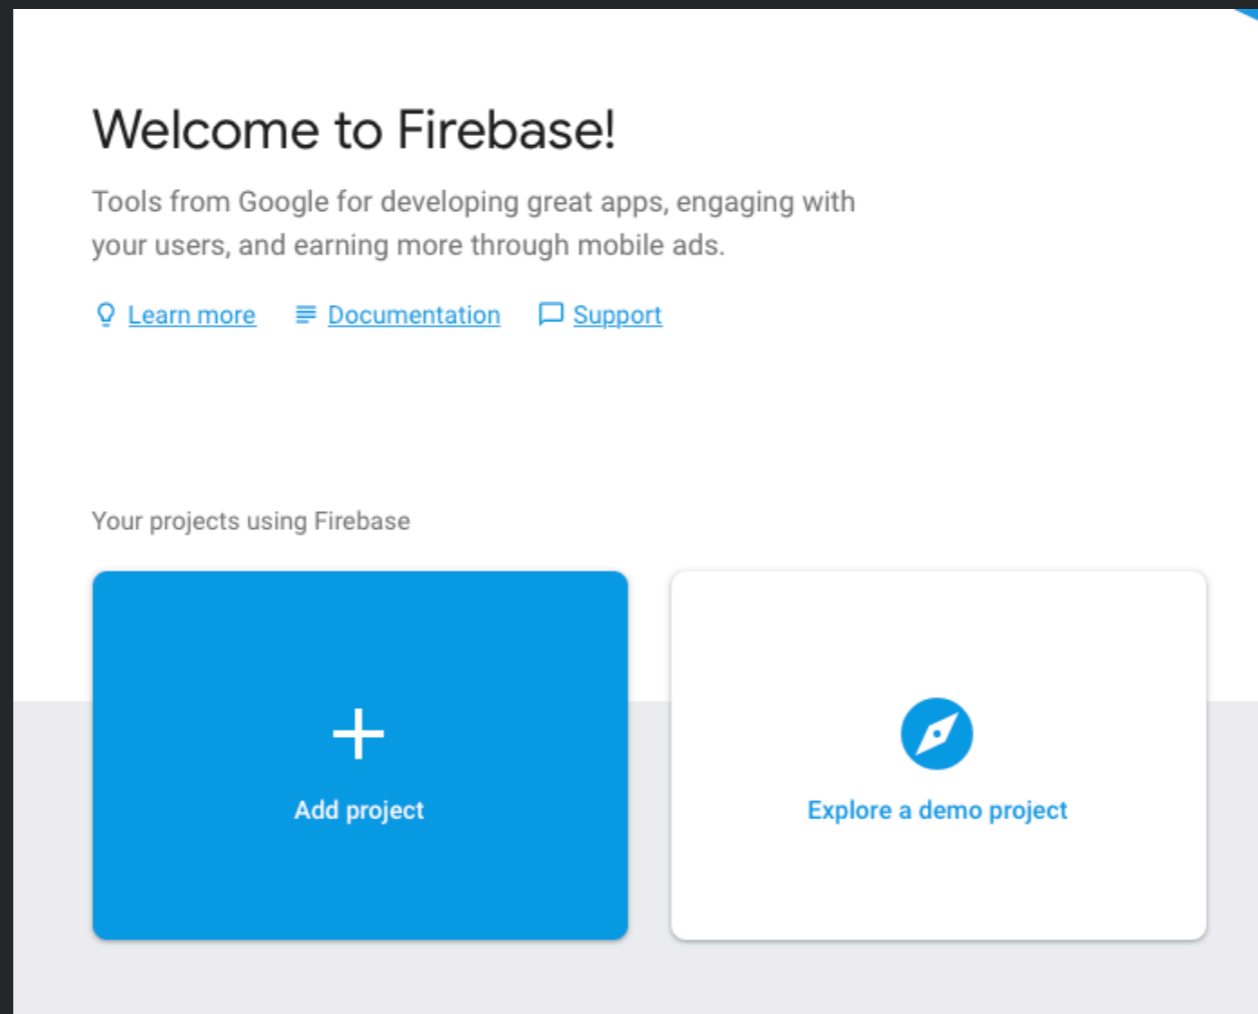 Welcome to Firebase!
Tools from Google for developing great apps, engaging with
your users, and earning more through mobile ads.
Learn more Documentation Support
Your projects using Firebase
Add project
Explore a demo project